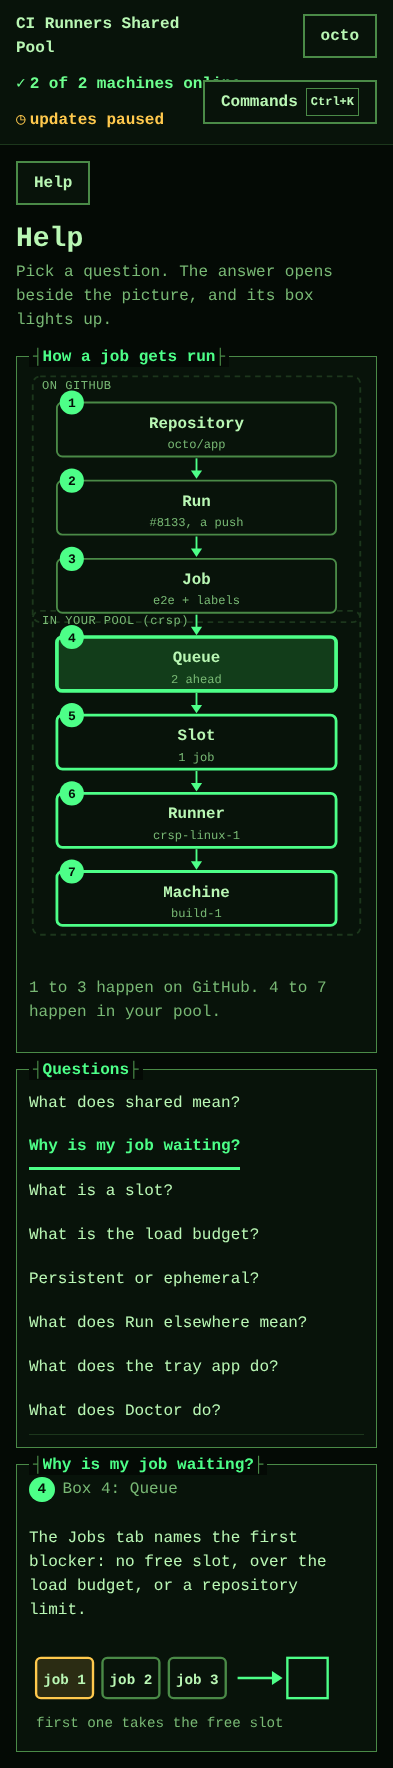 CI Runners Shared
Pool
octo
✓ 2 of 2 machines online
Commands Ctrl+K
◷ updates paused
Help
Help
Pick a question. The answer opens
beside the picture, and its box
lights up.
How a job gets run
ON GITHUB
1
Repository
octo/app
2
Run
#8133, a push
3
Job
e2e + labels
IN YOUR POOL (crsp)
4
Queue
2 ahead
5
Slot
1 job
6
Runner
crsp-linux-1
7
Machine
build-1
1 to 3 happen on GitHub. 4 to 7
happen in your pool.
Questions
What does shared mean?
Why is my job waiting?
What is a slot?
What is the load budget?
Persistent or ephemeral?
What does Run elsewhere mean?
What does the tray app do?
What does Doctor do?
Why is my job waiting?
4 Box 4: Queue
The Jobs tab names the first
blocker: no free slot, over the
load budget, or a repository
limit.
job 1 job 2 job 3
first one takes the free slot